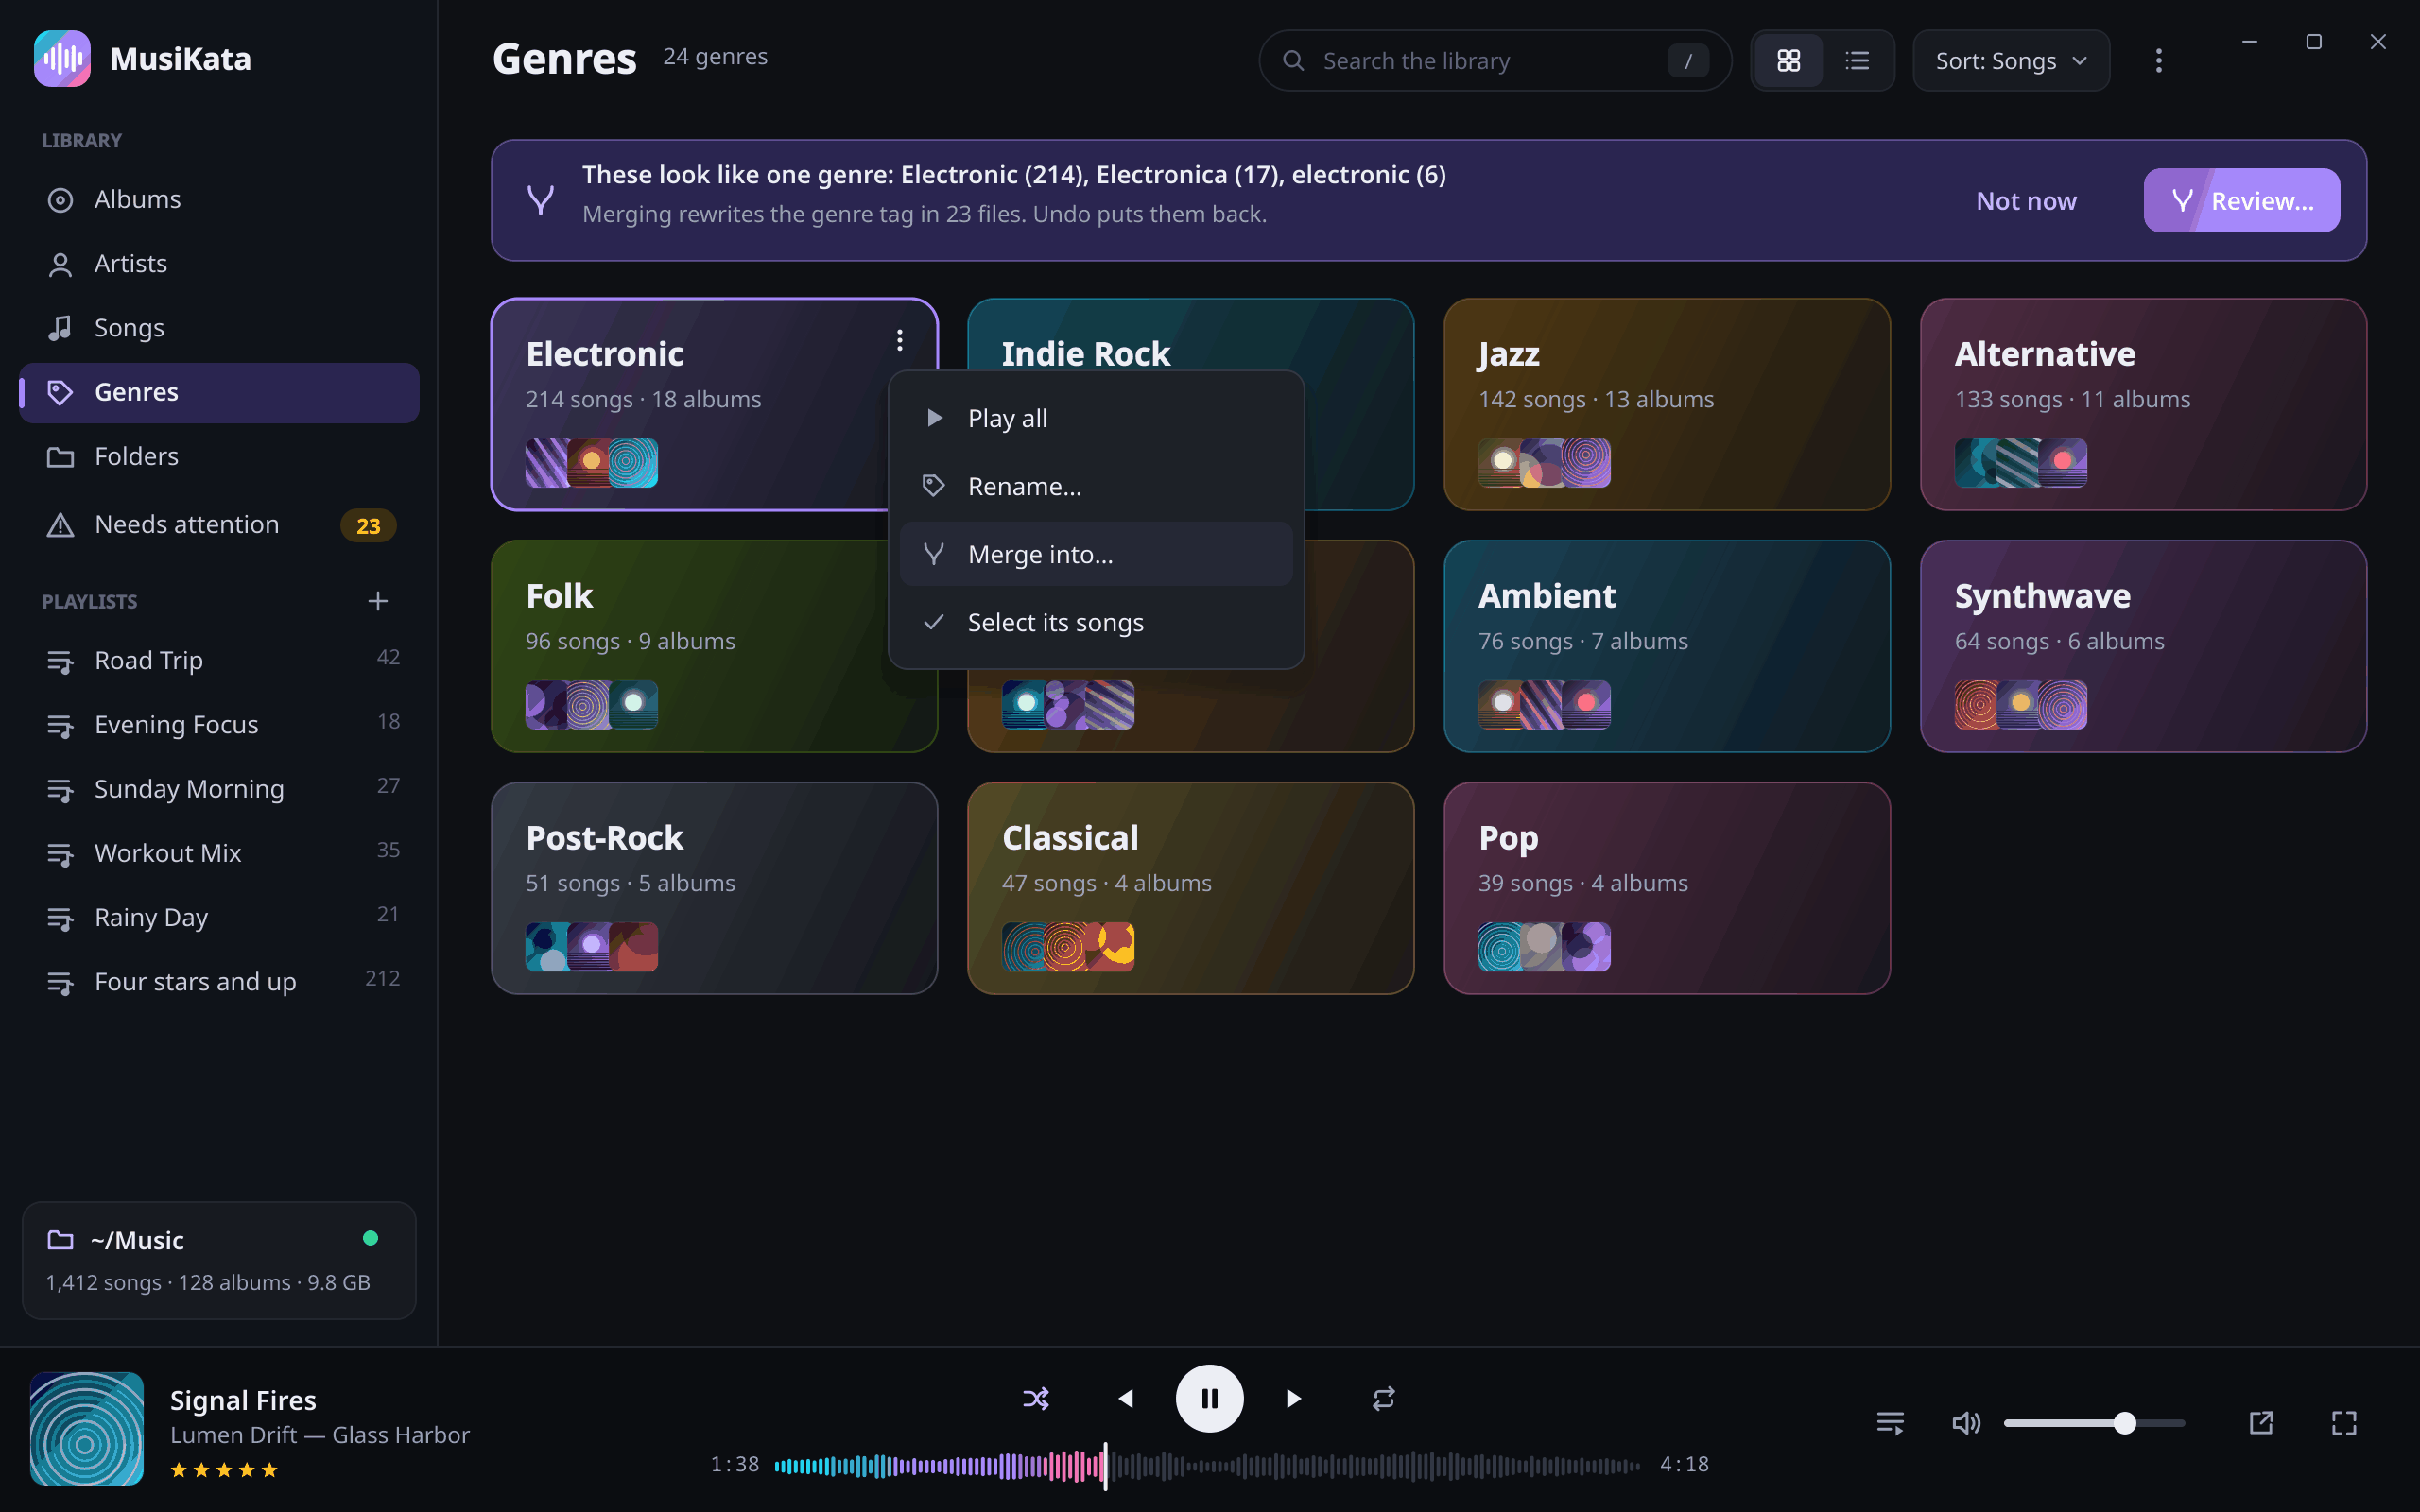 MusiKata
LIBRARY
Albums
Artists
Songs
Genres
Folders
Needs attention 23
PLAYLISTS
Road Trip 42
Evening Focus 18
Sunday Morning 27
Workout Mix 35
Rainy Day 21
Four stars and up 212
~/Music
1,412 songs · 128 albums · 9.8 GB
Genres 24 genres
Search the library /
Sort: Songs
These look like one genre: Electronic (214), Electronica (17), electronic (6)
Merging rewrites the genre tag in 23 files. Undo puts them back.
Not now
Review...
Electronic
214 songs · 18 albums
Indie Rock
Jazz
142 songs · 13 albums
Alternative
133 songs · 11 albums
Play all
Rename...
Merge into...
Select its songs
Folk
96 songs · 9 albums
Ambient
76 songs · 7 albums
Synthwave
64 songs · 6 albums
Post-Rock
51 songs · 5 albums
Classical
47 songs · 4 albums
Pop
39 songs · 4 albums
Signal Fires
Lumen Drift — Glass Harbor
1:38
4:18